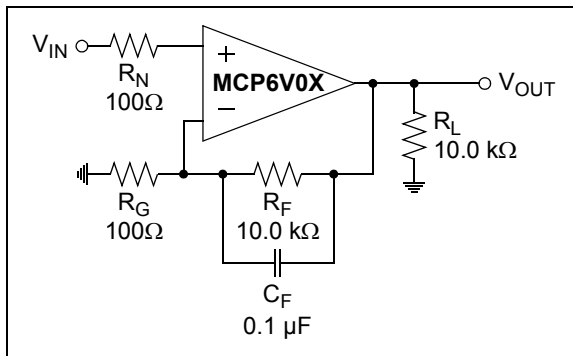 V_IN
R_N
100Ω
+
MCP6V0X
−
V_OUT
R_L
10.0 kΩ
R_G
100Ω
R_F
10.0 kΩ
C_F
0.1 µF